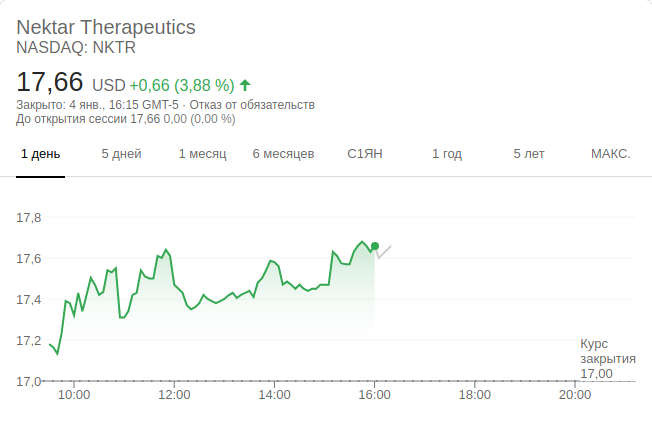 Nektar Therapeutics
NASDAQ: NKTR
17,66 USD +0,66 (3,88 %)
Закрыто: 4 янв., 16:15 GMT-5 · Отказ от обязательств
До открытия сессии 17,66 0,00 (0,00 %)
1 день 5 дней 1 месяц 6 месяцев С1ЯН 1 год 5 лет МАКС.
17,8
17,6
17,4
17,2
Курс
закрытия
17,00
17,0
10:00 12:00 14:00 16:00 18:00 20:00